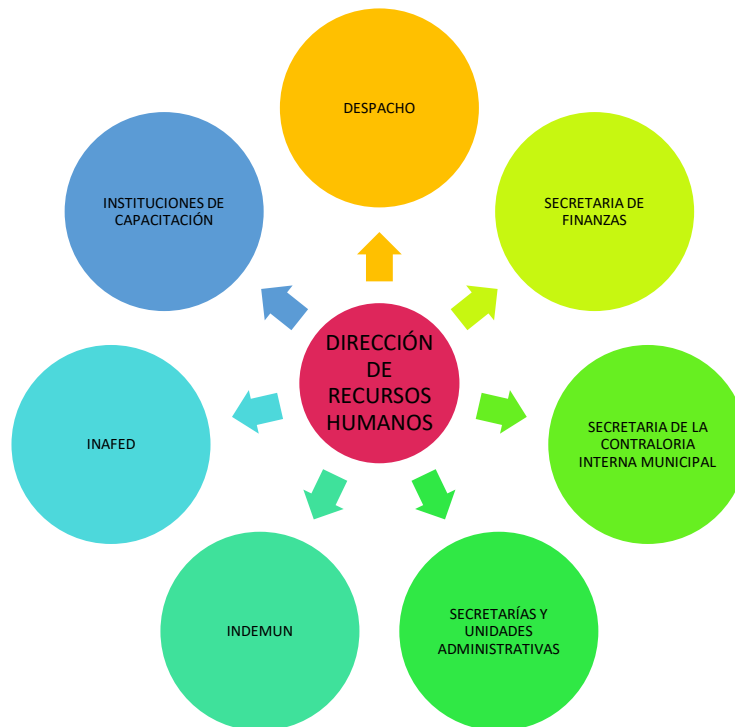 DESPACHO
INSTITUCIONES DE
CAPACITACIÓN
SECRETARIA DE
FINANZAS
DIRECCIÓN
DE
RECURSOS
HUMANOS
INAFED
SECRETARIA DE LA
CONTRALORIA
INTERNA MUNICIPAL
INDEMUN
SECRETARÍAS Y
UNIDADES
ADMINISTRATIVAS